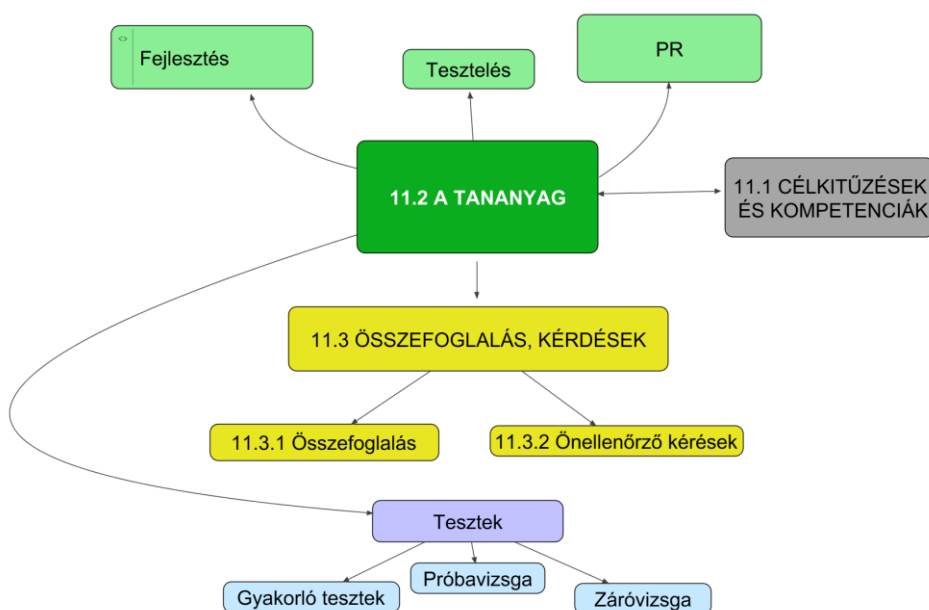 Fejlesztés
Tesztelés
PR
11.2 A TANANYAG
11.1 CÉLKITŰZÉSEK
ÉS KOMPETENCIÁK
11.3 ÖSSZEFOGLALÁS, KÉRDÉSEK
11.3.1 Összefoglalás
11.3.2 Önellenőrző kérések
Tesztek
Gyakorló tesztek
Próbavizsga
Záróvizsga